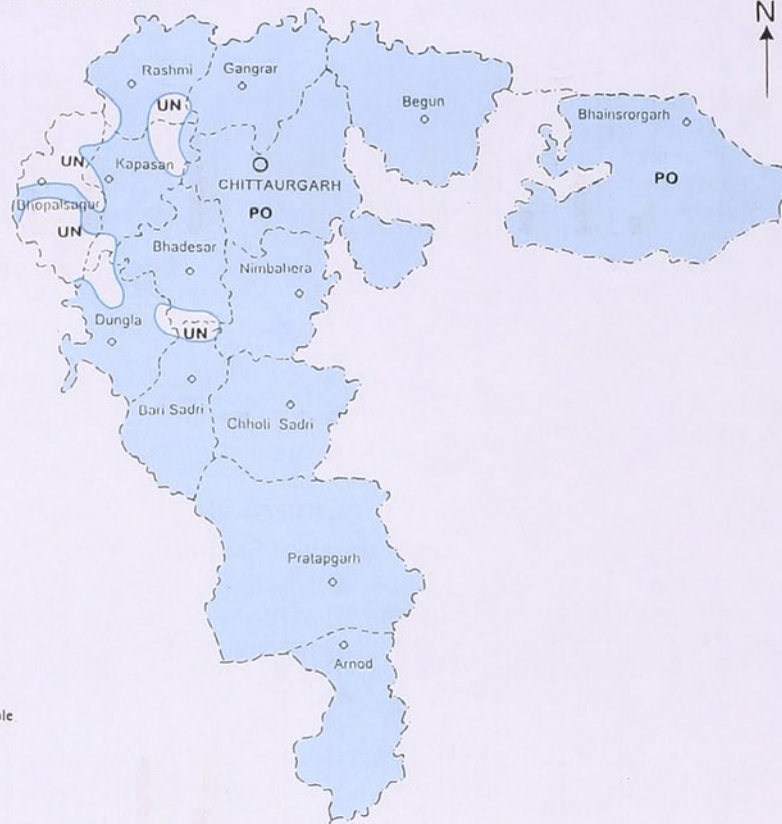 N
Rashmi
Gangrar
UN
Begun
Bhainsrorgarh
UN
Kapasan
CHITTAURGARH
PO
PO
(Bhopalsagur
UN
Bhadesar
Nimbahera
Dungla
UN
Bari Sadri
Chholi Sadri
Pratapgarh
Arnod